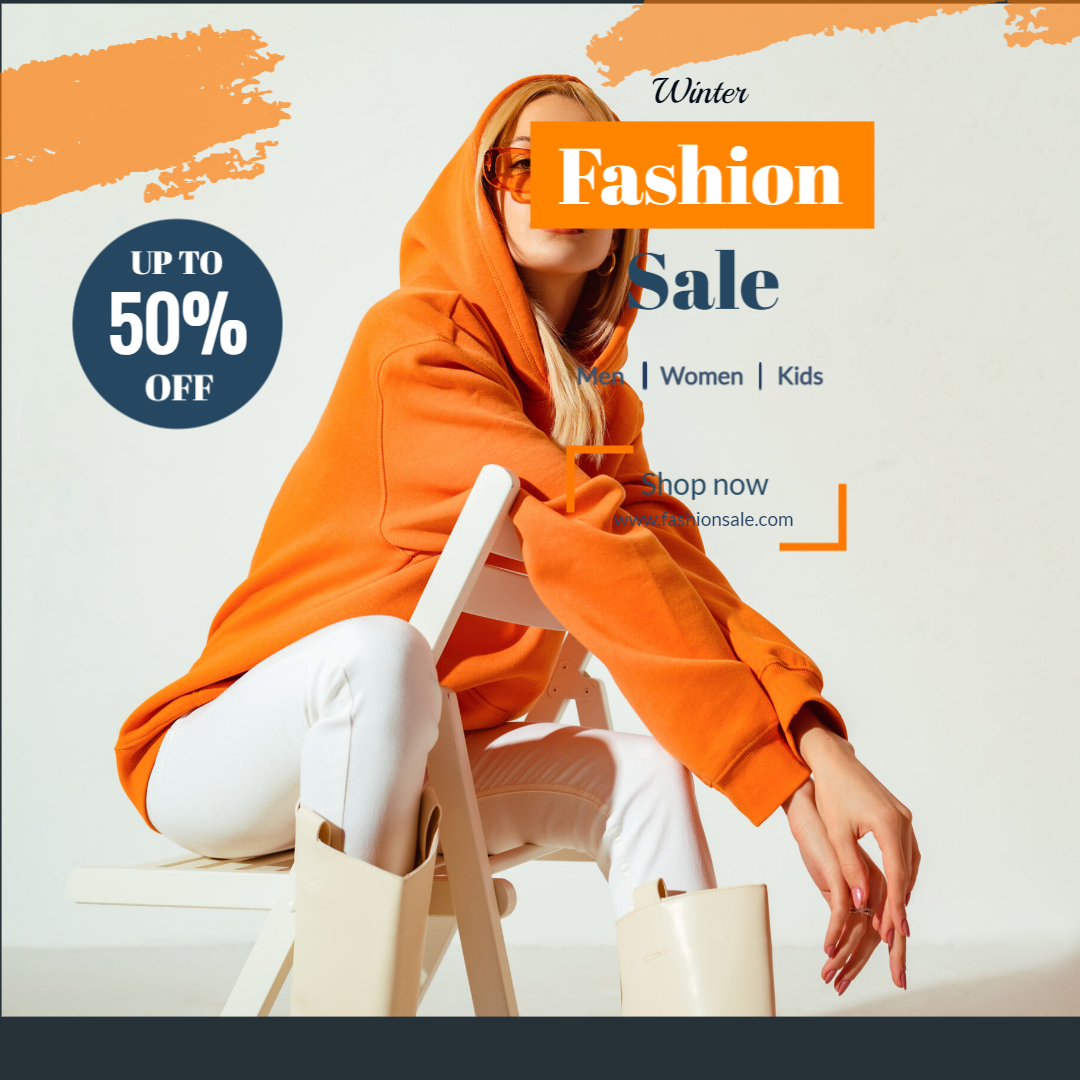 Winter
Fashion
Sale
UP TO
50%
OFF
Men | Women | Kids
Shop now
www.fashionsale.com